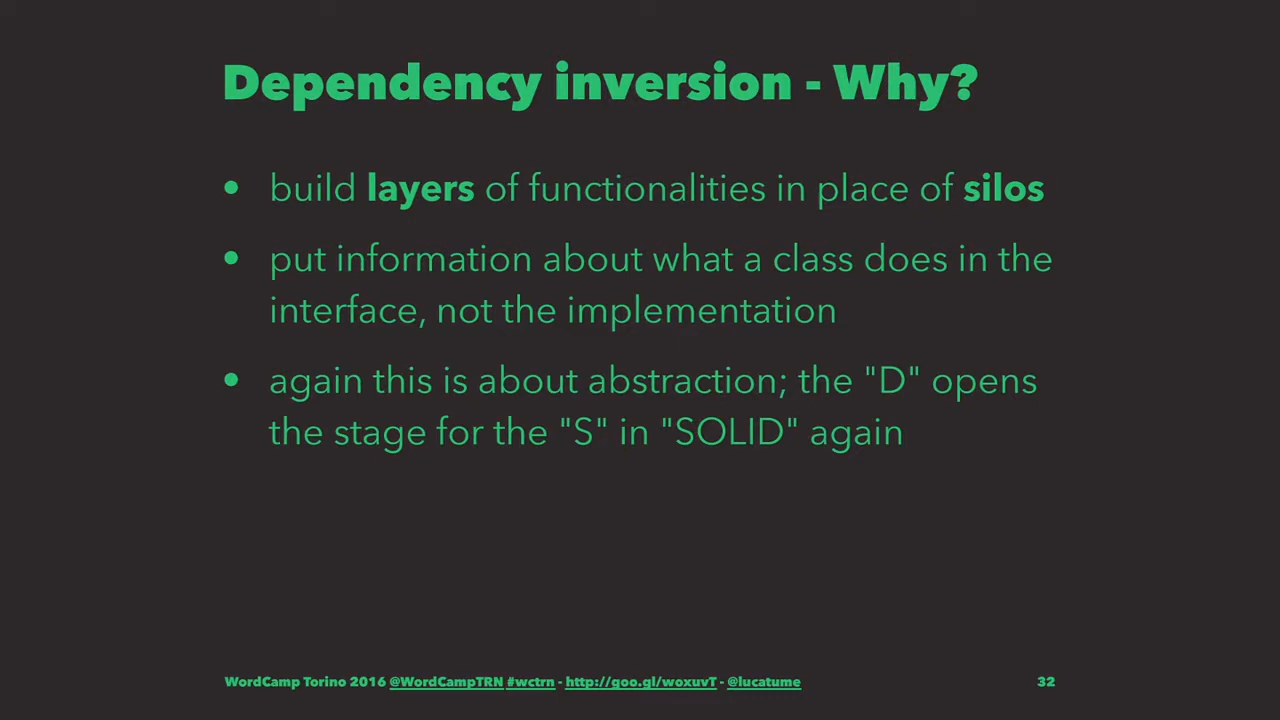 Dependency inversion - Why?
• build layers of functionalities in place of silos
• put information about what a class does in the
interface, not the implementation
• again this is about abstraction; the "D" opens
the stage for the "S" in "SOLID" again
WordCamp Torino 2016 @WordCampTRN #wctrn - http://goo.gl/woxuvT - @lucatume 32